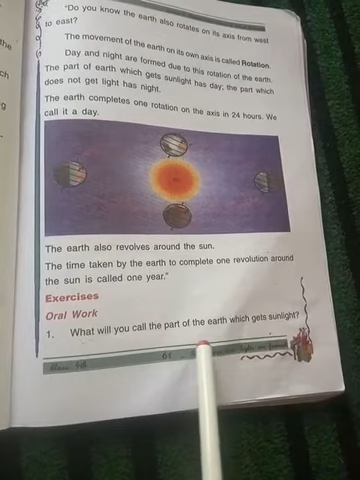 "Do you know the earth also rotates on its axis from west
to east?
The movement of the earth on its own axis is called Rotation.
Day and night are formed due to this rotation of the earth.
The part of earth which gets sunlight has day; the part which
does not get light has night.
The earth completes one rotation on the axis in 24 hours. We
call it a day.
The earth also revolves around the sun.
The time taken by the earth to complete one revolution around
the sun is called one year."
Exercises
Oral Work
1. What will you call the part of the earth which gets sunlight?
61